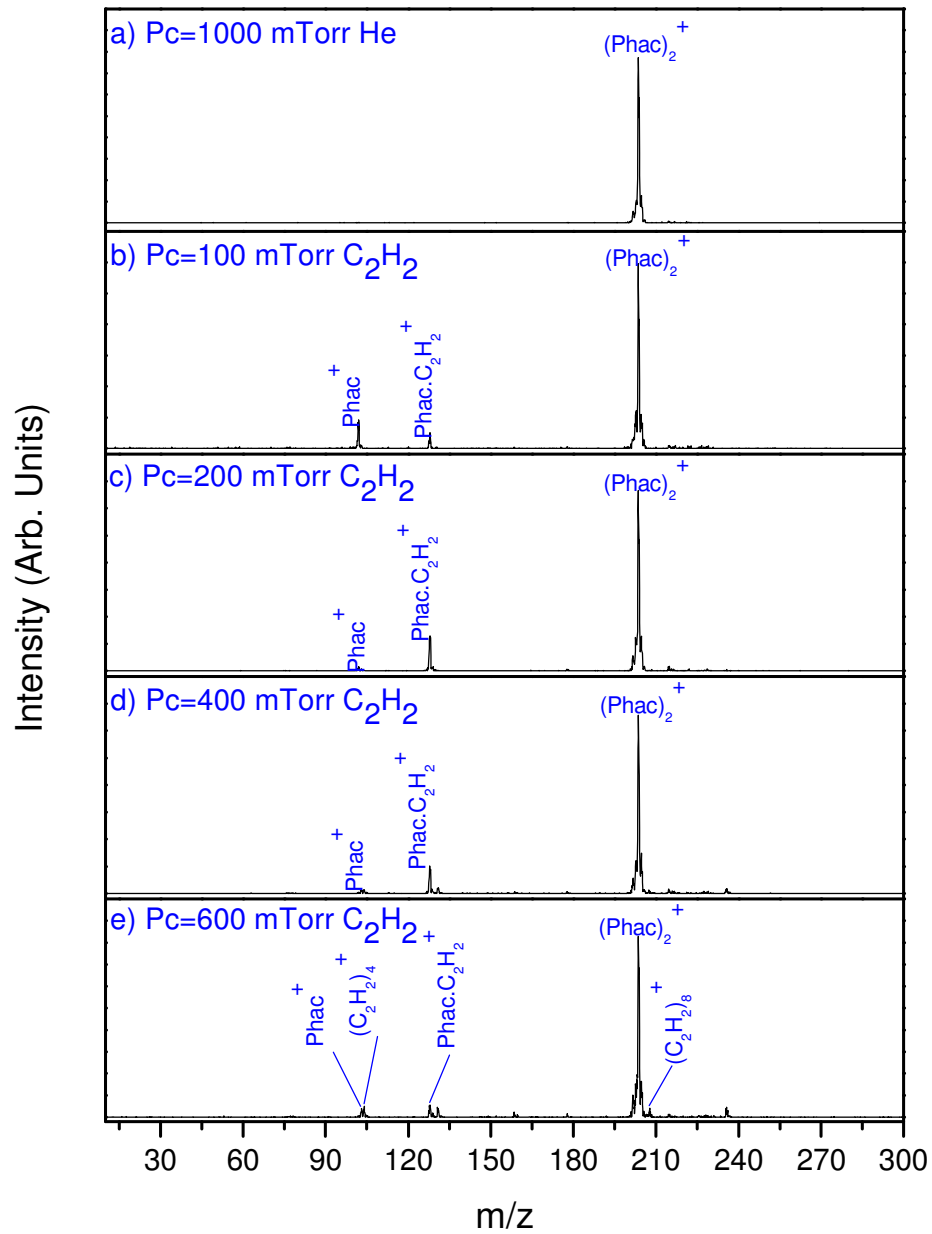 a) Pc=1000 mTorr He
(Phac)₂⁺
b) Pc=100 mTorr C₂H₂
(Phac)₂⁺
Phac⁺
Phac.C₂H₂⁺
c) Pc=200 mTorr C₂H₂
(Phac)₂⁺
Phac⁺
Phac.C₂H₂⁺
d) Pc=400 mTorr C₂H₂
(Phac)₂⁺
Phac⁺
Phac.C₂H₂⁺
e) Pc=600 mTorr C₂H₂
(Phac)₂⁺
Phac⁺
(C₂H₂)₄⁺
Phac.C₂H₂⁺
(C₂H₂)₈⁺
Intensity (Arb. Units)
30 60 90 120 150 180 210 240 270 300
m/z